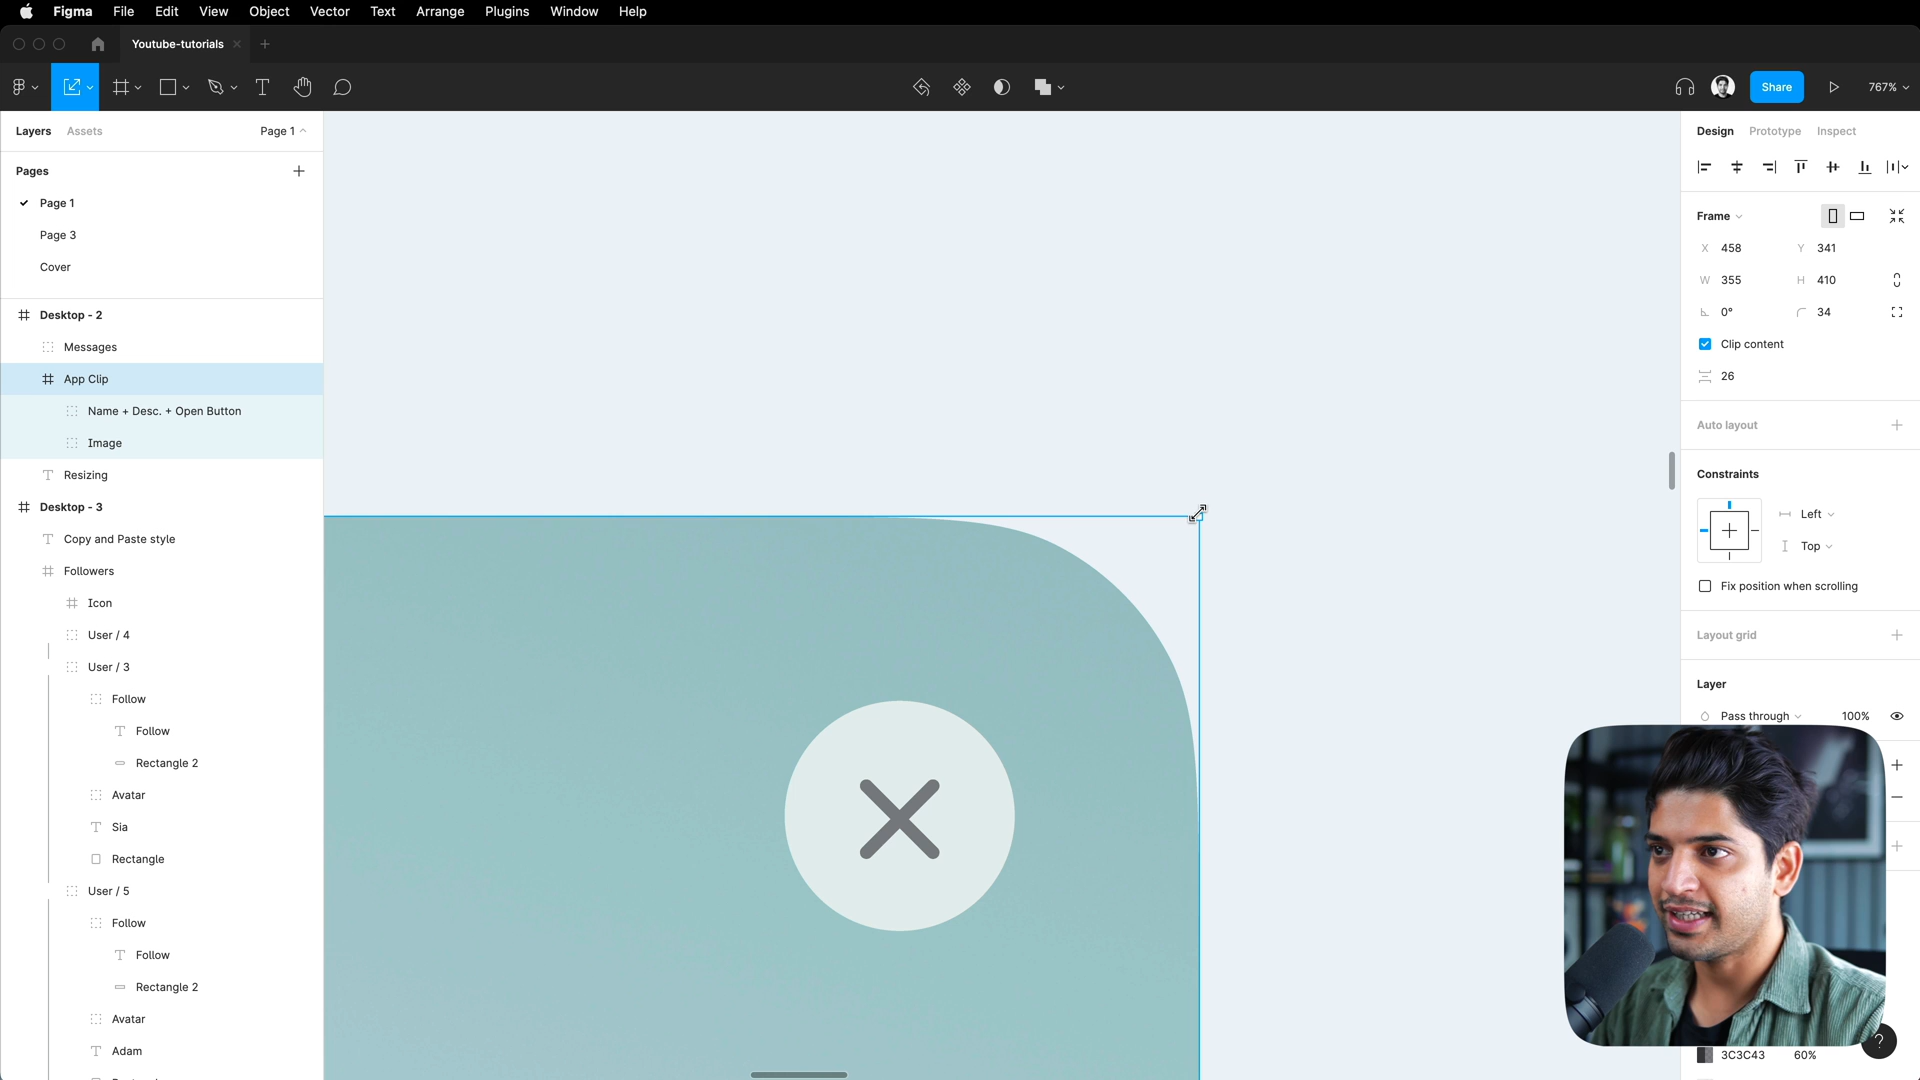 Figma File Edit View Object Vector Text Arrange Plugins Window Help
Youtube-tutorials
Share
767%
Layers Assets Page 1
Pages
Page 1
Page 3
Cover
Desktop - 2
Messages
App Clip
Name + Desc. + Open Button
Image
Resizing
Desktop - 3
Copy and Paste style
Followers
Icon
User / 4
User / 3
Follow
Follow
Rectangle 2
Avatar
Sia
Rectangle
User / 5
Follow
Follow
Rectangle 2
Avatar
Adam
Design Prototype Inspect
Frame
X 458 Y 341
W 355 H 410
0° 34
Clip content
26
Auto layout
Constraints
Left
Top
Fix position when scrolling
Layout grid
Layer
Pass through 100%
3C3C43 60%
?